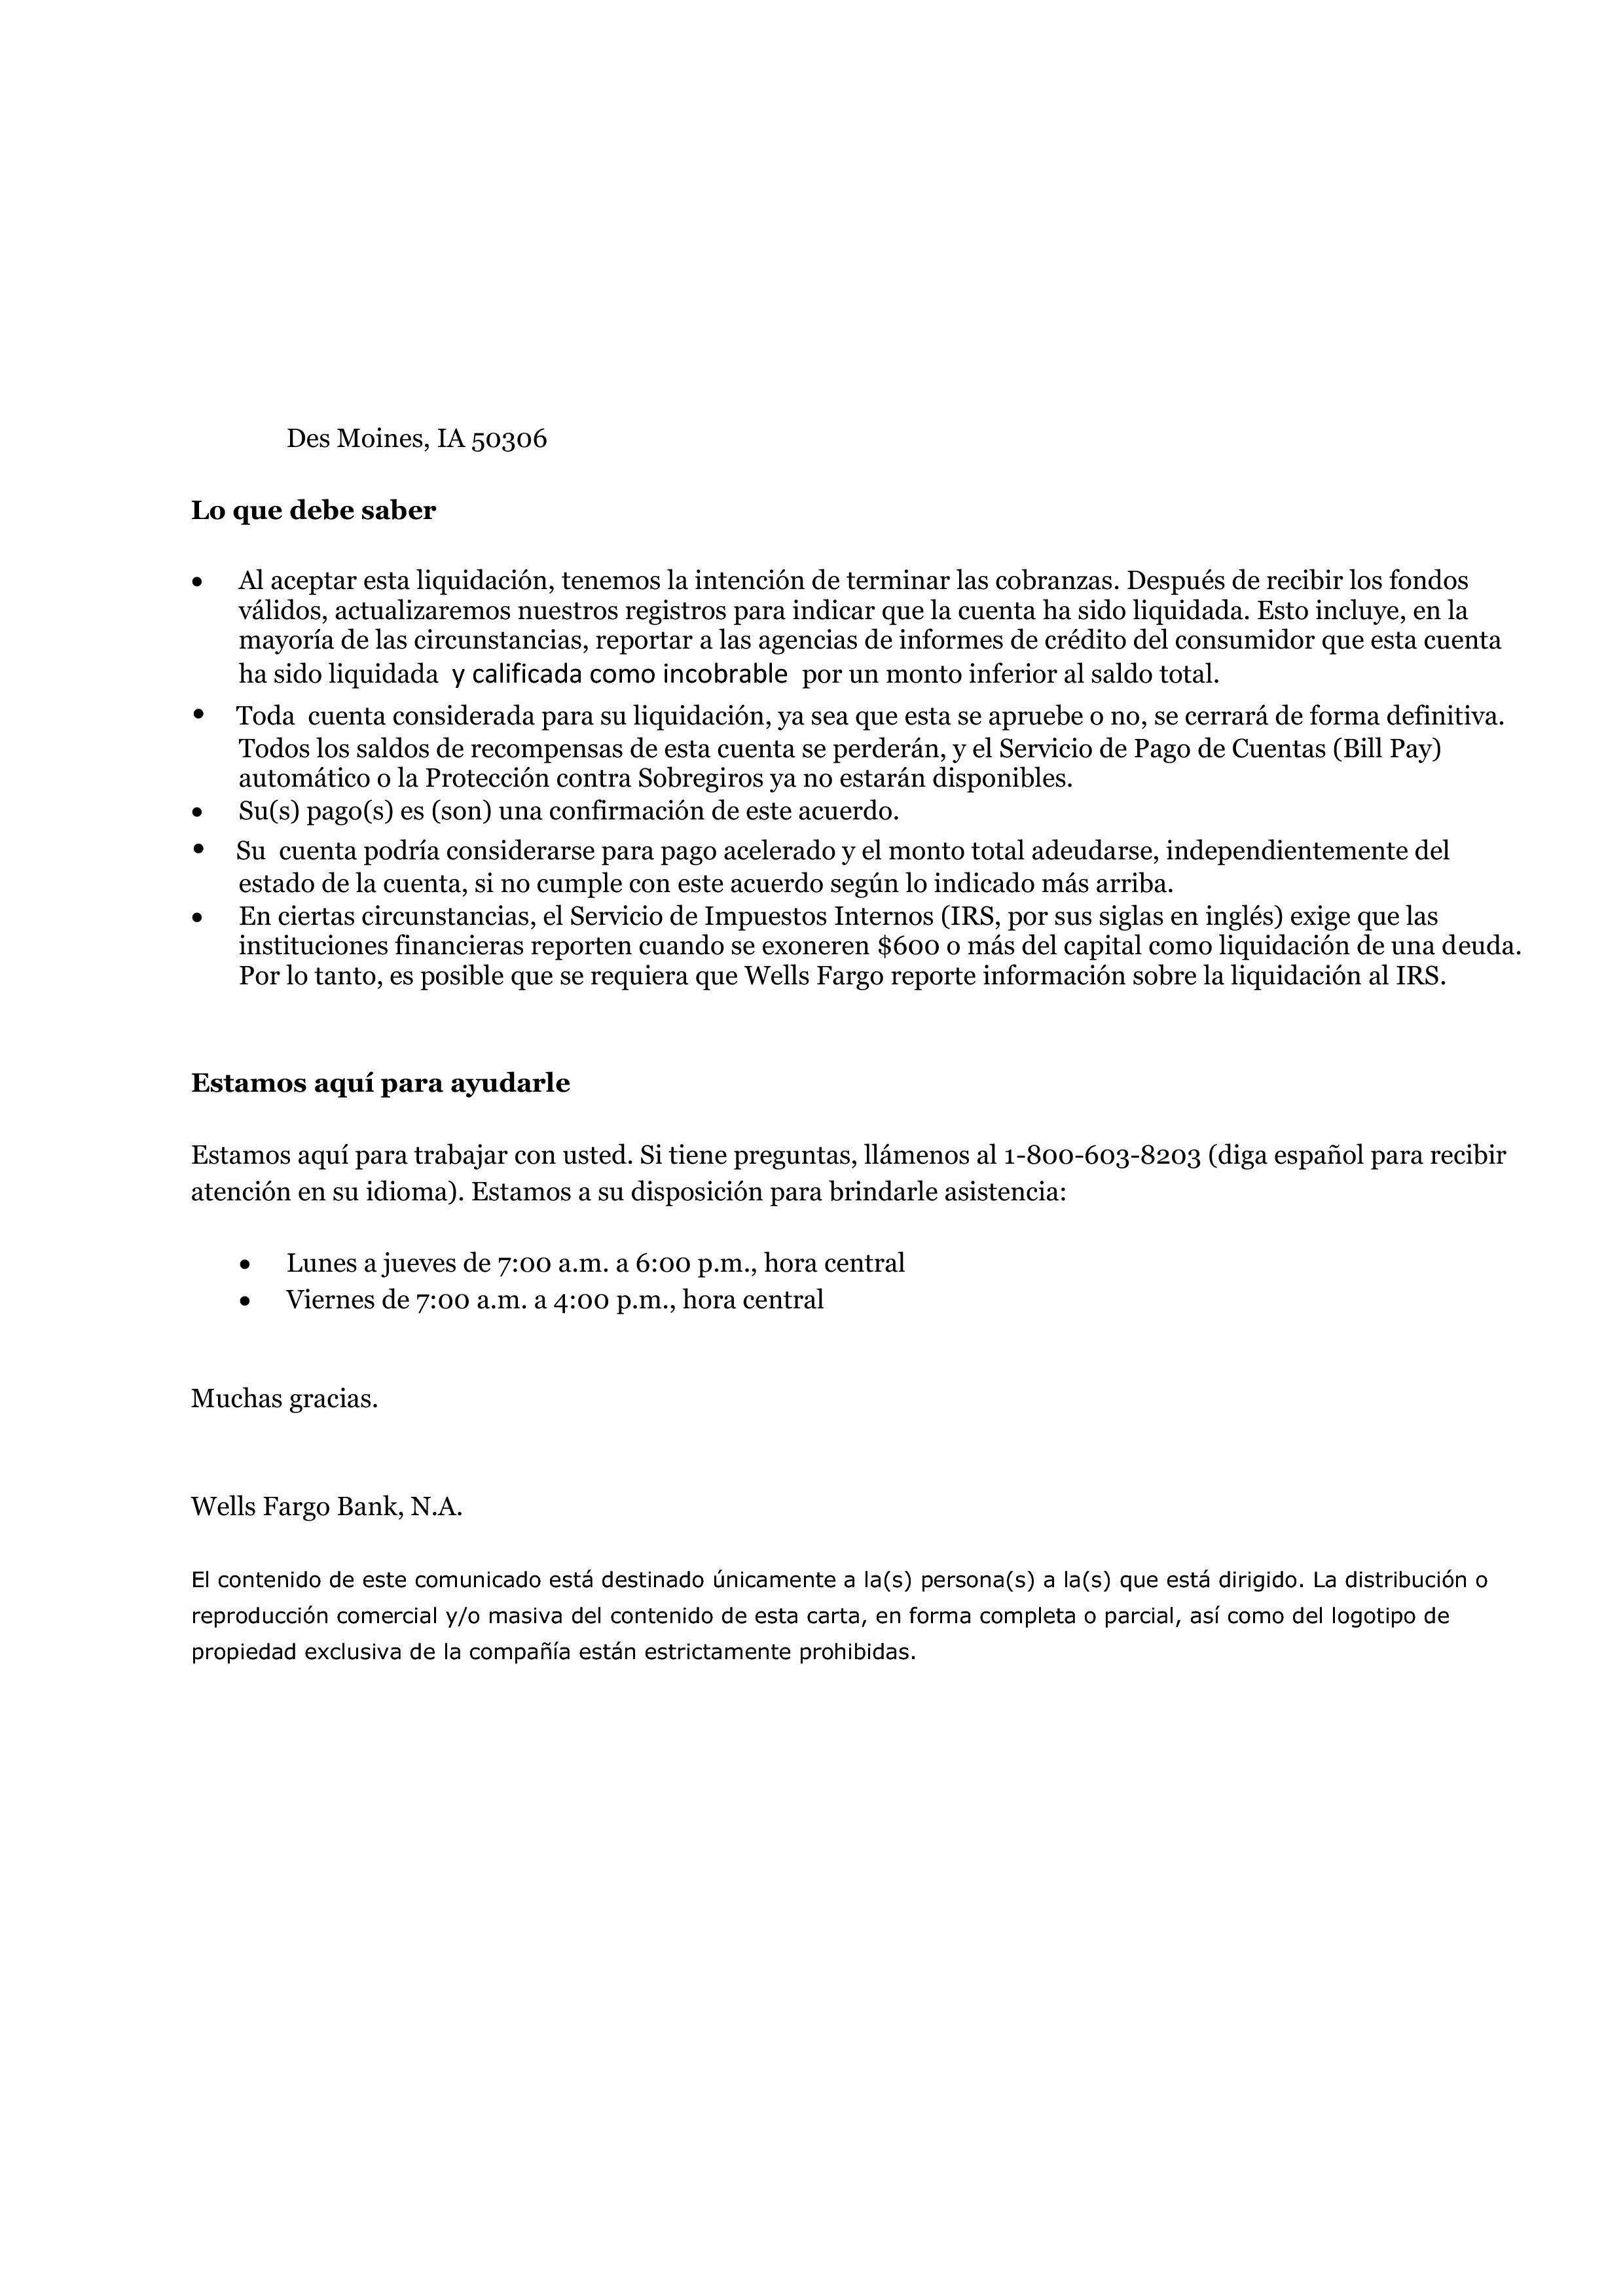 Des Moines, IA 50306
Lo que debe saber
• Al aceptar esta liquidación, tenemos la intención de terminar las cobranzas. Después de recibir los fondos
válidos, actualizaremos nuestros registros para indicar que la cuenta ha sido liquidada. Esto incluye, en la
mayoría de las circunstancias, reportar a las agencias de informes de crédito del consumidor que esta cuenta
ha sido liquidada y calificada como incobrable por un monto inferior al saldo total.
• Toda cuenta considerada para su liquidación, ya sea que esta se apruebe o no, se cerrará de forma definitiva.
Todos los saldos de recompensas de esta cuenta se perderán, y el Servicio de Pago de Cuentas (Bill Pay)
automático o la Protección contra Sobregiros ya no estarán disponibles.
• Su(s) pago(s) es (son) una confirmación de este acuerdo.
• Su cuenta podría considerarse para pago acelerado y el monto total adeudarse, independientemente del
estado de la cuenta, si no cumple con este acuerdo según lo indicado más arriba.
• En ciertas circunstancias, el Servicio de Impuestos Internos (IRS, por sus siglas en inglés) exige que las
instituciones financieras reporten cuando se exoneren $600 o más del capital como liquidación de una deuda.
Por lo tanto, es posible que se requiera que Wells Fargo reporte información sobre la liquidación al IRS.
Estamos aquí para ayudarle
Estamos aquí para trabajar con usted. Si tiene preguntas, llámenos al 1-800-603-8203 (diga español para recibir
atención en su idioma). Estamos a su disposición para brindarle asistencia:
• Lunes a jueves de 7:00 a.m. a 6:00 p.m., hora central
• Viernes de 7:00 a.m. a 4:00 p.m., hora central
Muchas gracias.
Wells Fargo Bank, N.A.
El contenido de este comunicado está destinado únicamente a la(s) persona(s) a la(s) que está dirigido. La distribución o
reproducción comercial y/o masiva del contenido de esta carta, en forma completa o parcial, así como del logotipo de
propiedad exclusiva de la compañía están estrictamente prohibidas.